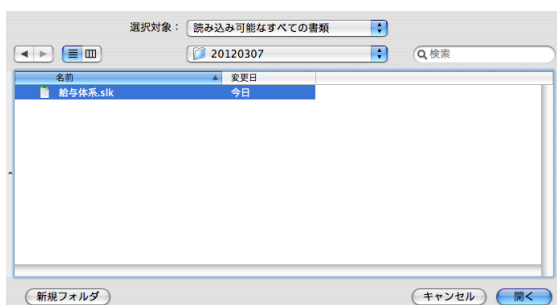 選択対象： 読み込み可能なすべての書類
20120307 検索
名前 変更日
給与体系.slk 今日
新規フォルダ キャンセル 開く